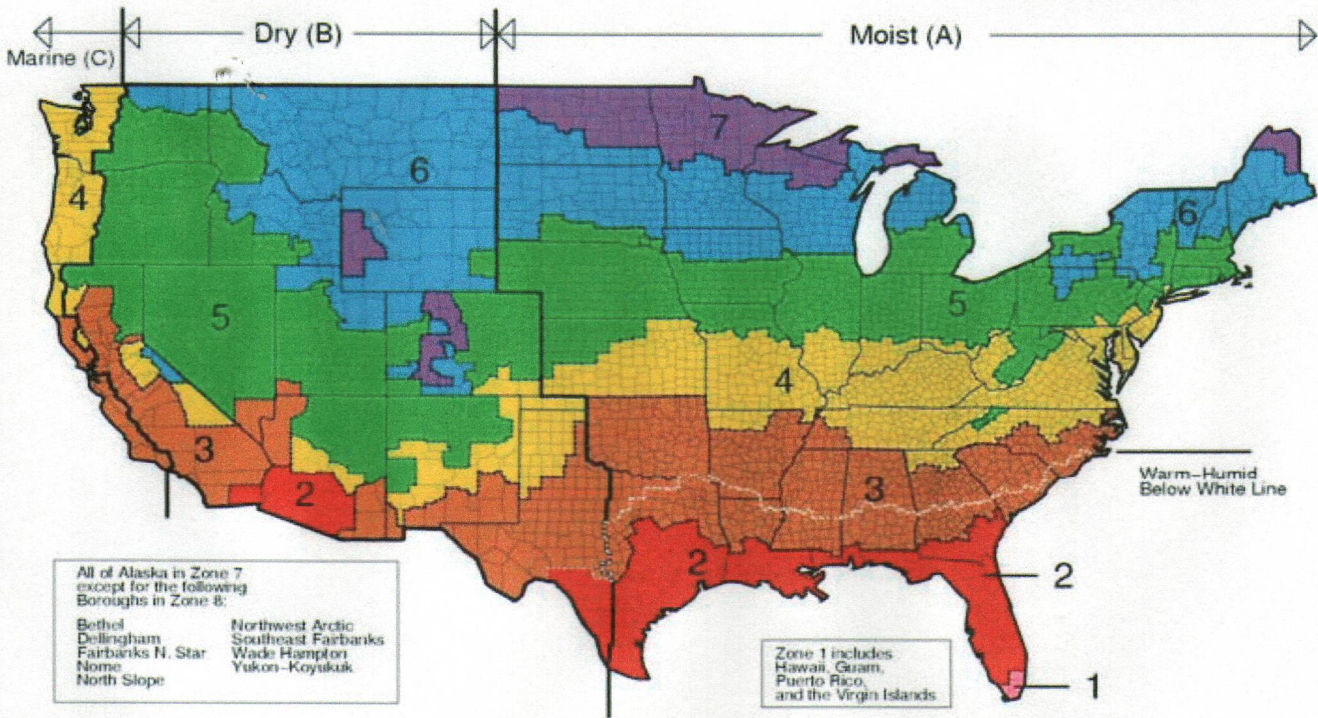 Marine (C)
Dry (B)
Moist (A)
7
6
4
6
5
5
4
3
3
2
2
2
1
Warm-Humid
Below White Line
All of Alaska in Zone 7
except for the following
Boroughs in Zone 8:
Bethel Northwest Arctic
Dellingham Southeast Fairbanks
Fairbanks N. Star Wade Hampton
Nome Yukon-Koyukuk
North Slope
Zone 1 includes
Hawaii, Guam,
Puerto Rico,
and the Virgin Islands